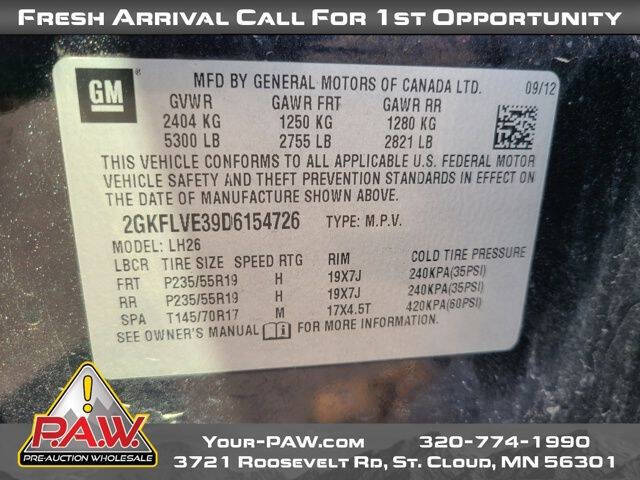 Fresh Arrival Call For 1st Opportunity
GM ®
MFD BY GENERAL MOTORS OF CANADA LTD. 09/12
GVWR GAWR FRT GAWR RR
2404 KG 1250 KG 1280 KG
5300 LB 2755 LB 2821 LB
THIS VEHICLE CONFORMS TO ALL APPLICABLE U.S. FEDERAL MOTOR
VEHICLE SAFETY AND THEFT PREVENTION STANDARDS IN EFFECT ON
THE DATE OF MANUFACTURE SHOWN ABOVE.
2GKFLVE39D6154726 TYPE: M.P.V.
MODEL: LH26
LBCR TIRE SIZE SPEED RTG RIM COLD TIRE PRESSURE
FRT P235/55R19 H 19X7J 240KPA(35PSI)
RR P235/55R19 H 19X7J 240KPA(35PSI)
SPA T145/70R17 M 17X4.5T 420KPA(60PSI)
SEE OWNER'S MANUAL FOR MORE INFORMATION.
P.A.W.
PRE-AUCTION WHOLESALE
Your-PAW.com 320-774-1990
3721 Roosevelt Rd, St. Cloud, MN 56301